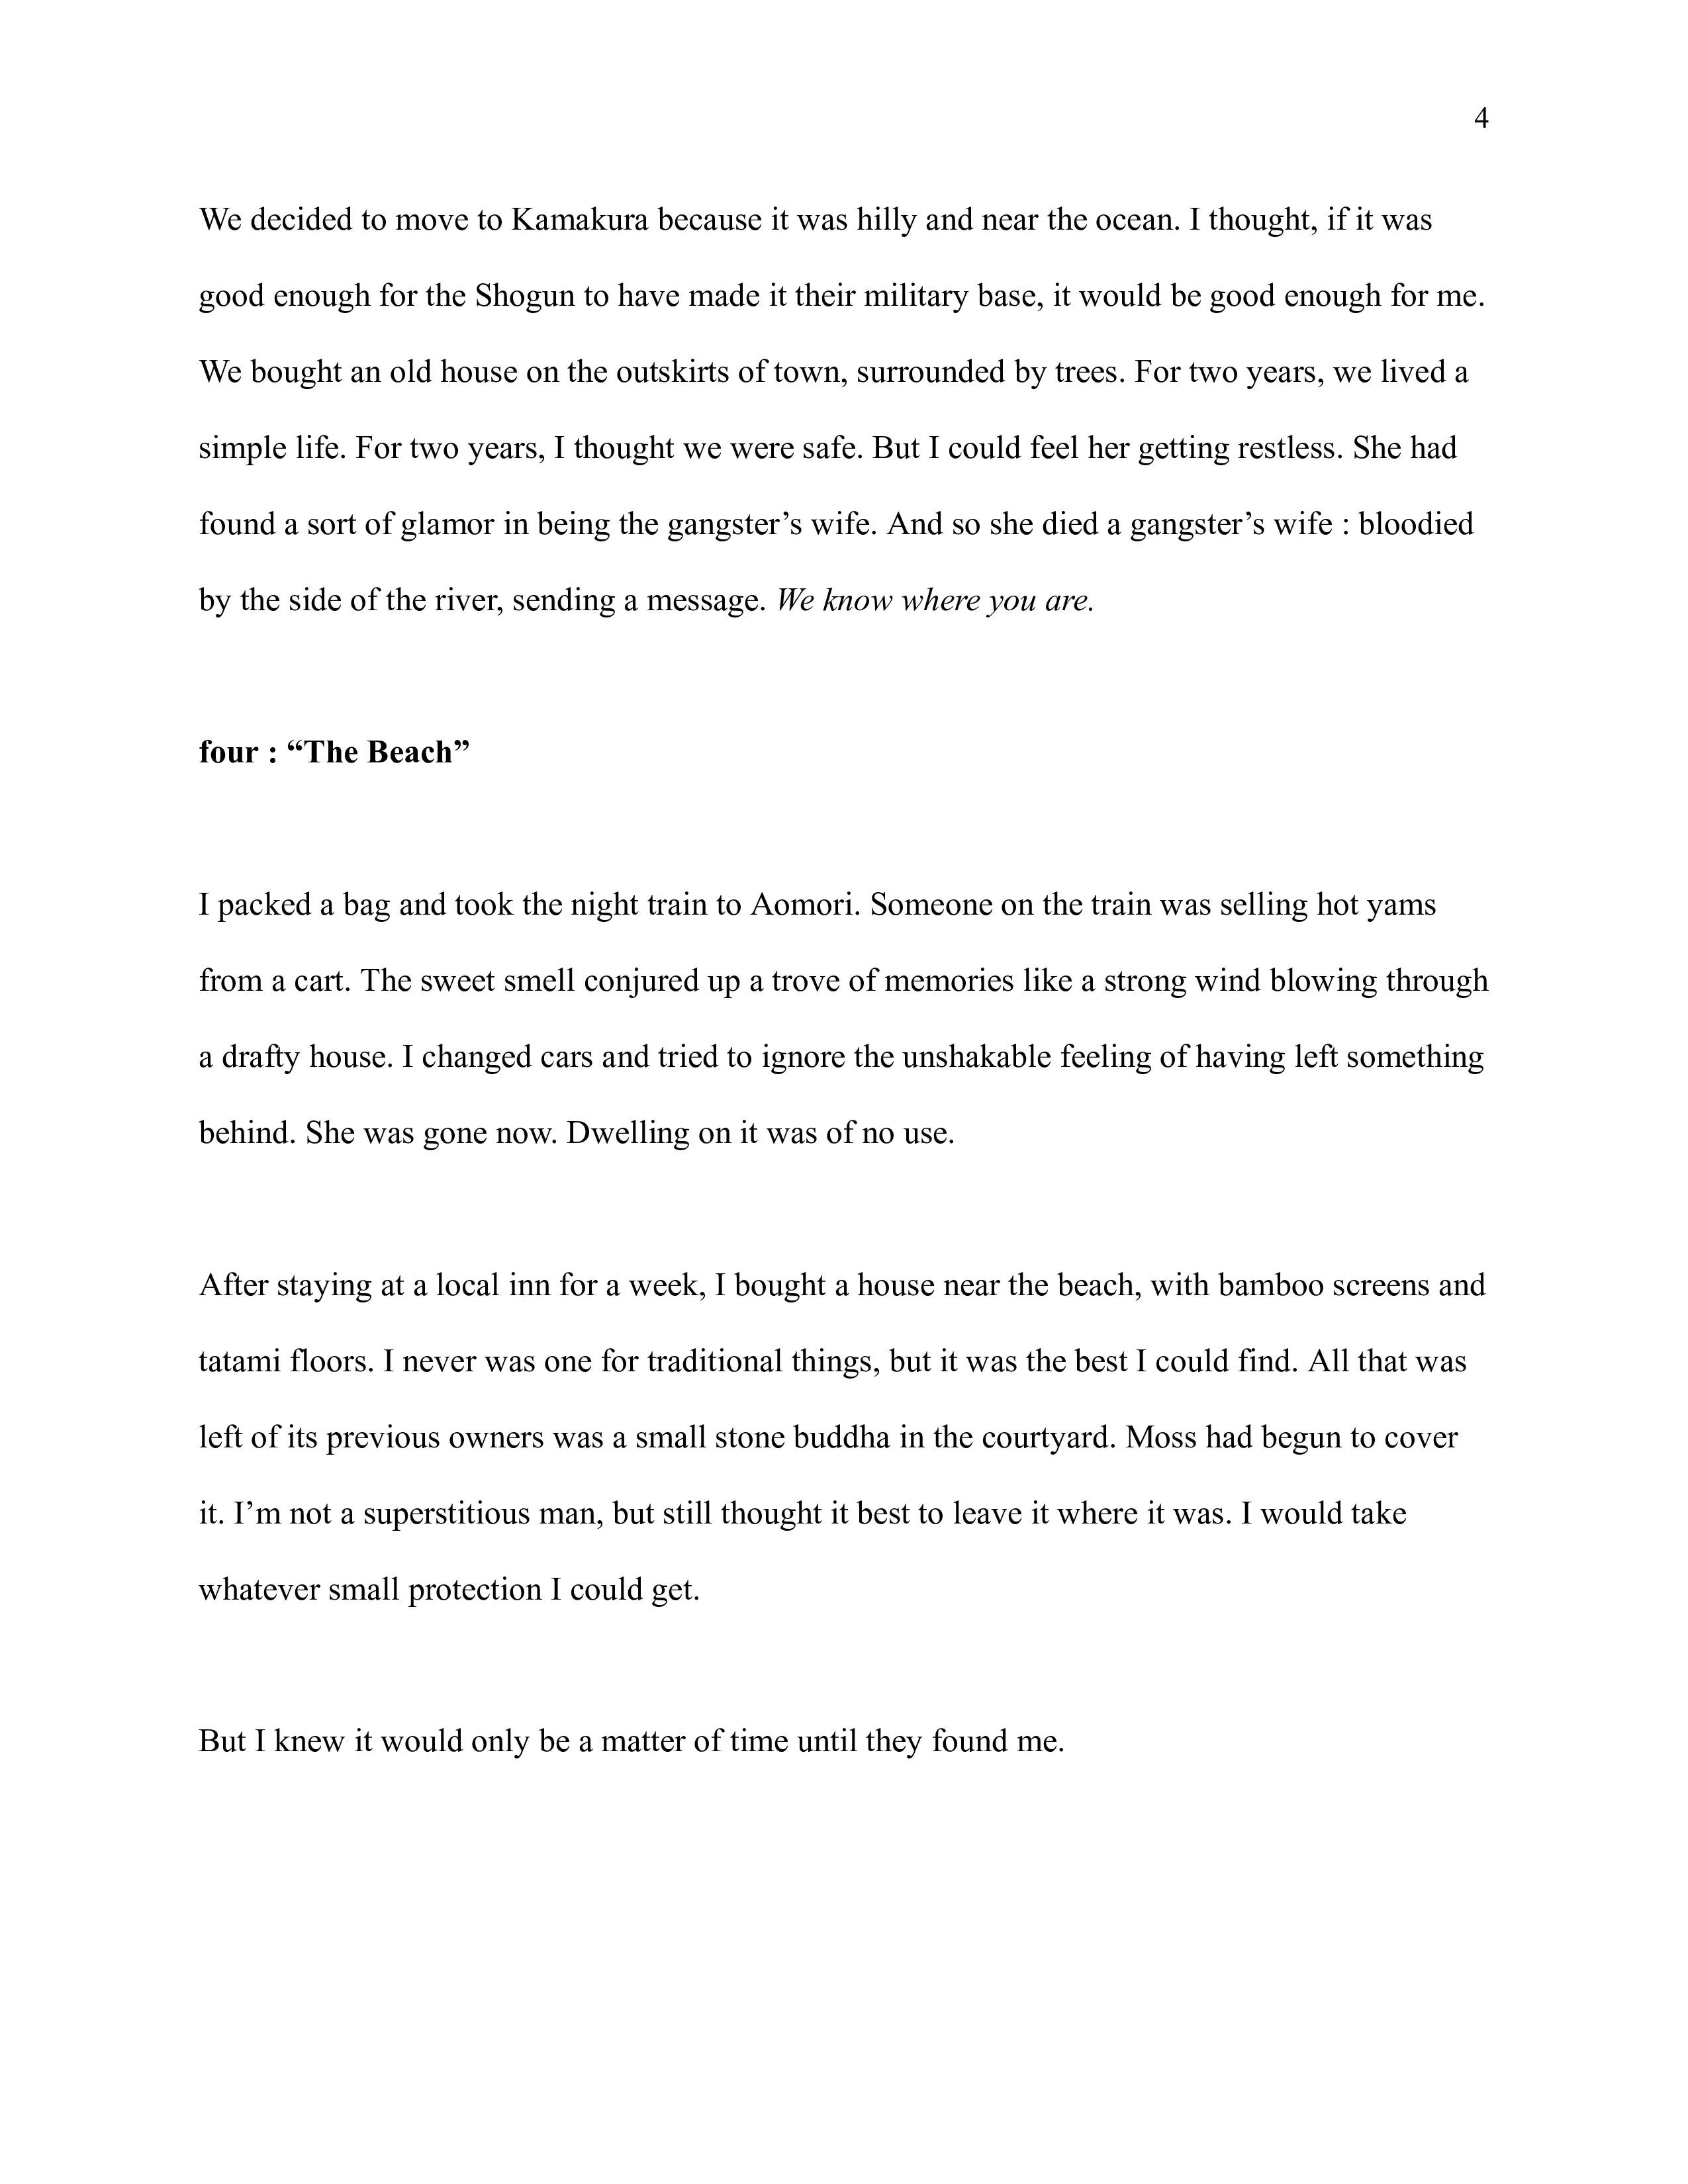 4
We decided to move to Kamakura because it was hilly and near the ocean. I thought, if it was
good enough for the Shogun to have made it their military base, it would be good enough for me.
We bought an old house on the outskirts of town, surrounded by trees. For two years, we lived a
simple life. For two years, I thought we were safe. But I could feel her getting restless. She had
found a sort of glamor in being the gangster’s wife. And so she died a gangster’s wife : bloodied
by the side of the river, sending a message. We know where you are.
four : “The Beach”
I packed a bag and took the night train to Aomori. Someone on the train was selling hot yams
from a cart. The sweet smell conjured up a trove of memories like a strong wind blowing through
a drafty house. I changed cars and tried to ignore the unshakable feeling of having left something
behind. She was gone now. Dwelling on it was of no use.
After staying at a local inn for a week, I bought a house near the beach, with bamboo screens and
tatami floors. I never was one for traditional things, but it was the best I could find. All that was
left of its previous owners was a small stone buddha in the courtyard. Moss had begun to cover
it. I’m not a superstitious man, but still thought it best to leave it where it was. I would take
whatever small protection I could get.
But I knew it would only be a matter of time until they found me.